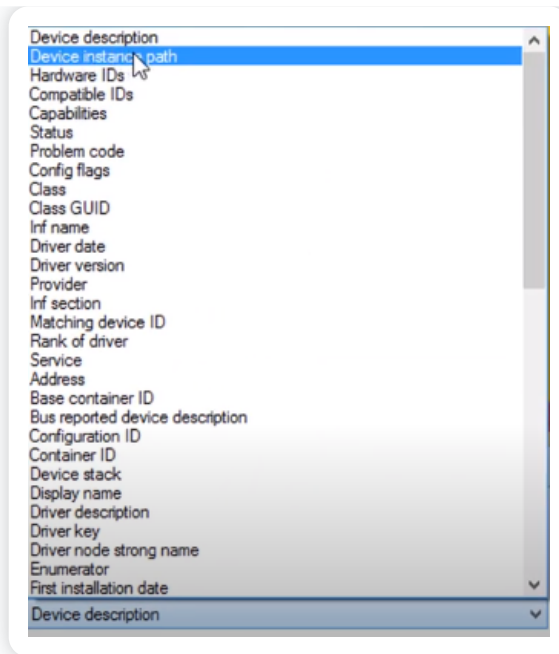 Device description
Device instance path
Hardware IDs
Compatible IDs
Capabilities
Status
Problem code
Config flags
Class
Class GUID
Inf name
Driver date
Driver version
Provider
Inf section
Matching device ID
Rank of driver
Service
Address
Base container ID
Bus reported device description
Configuration ID
Container ID
Device stack
Display name
Driver description
Driver key
Driver node strong name
Enumerator
First installation date
Device description